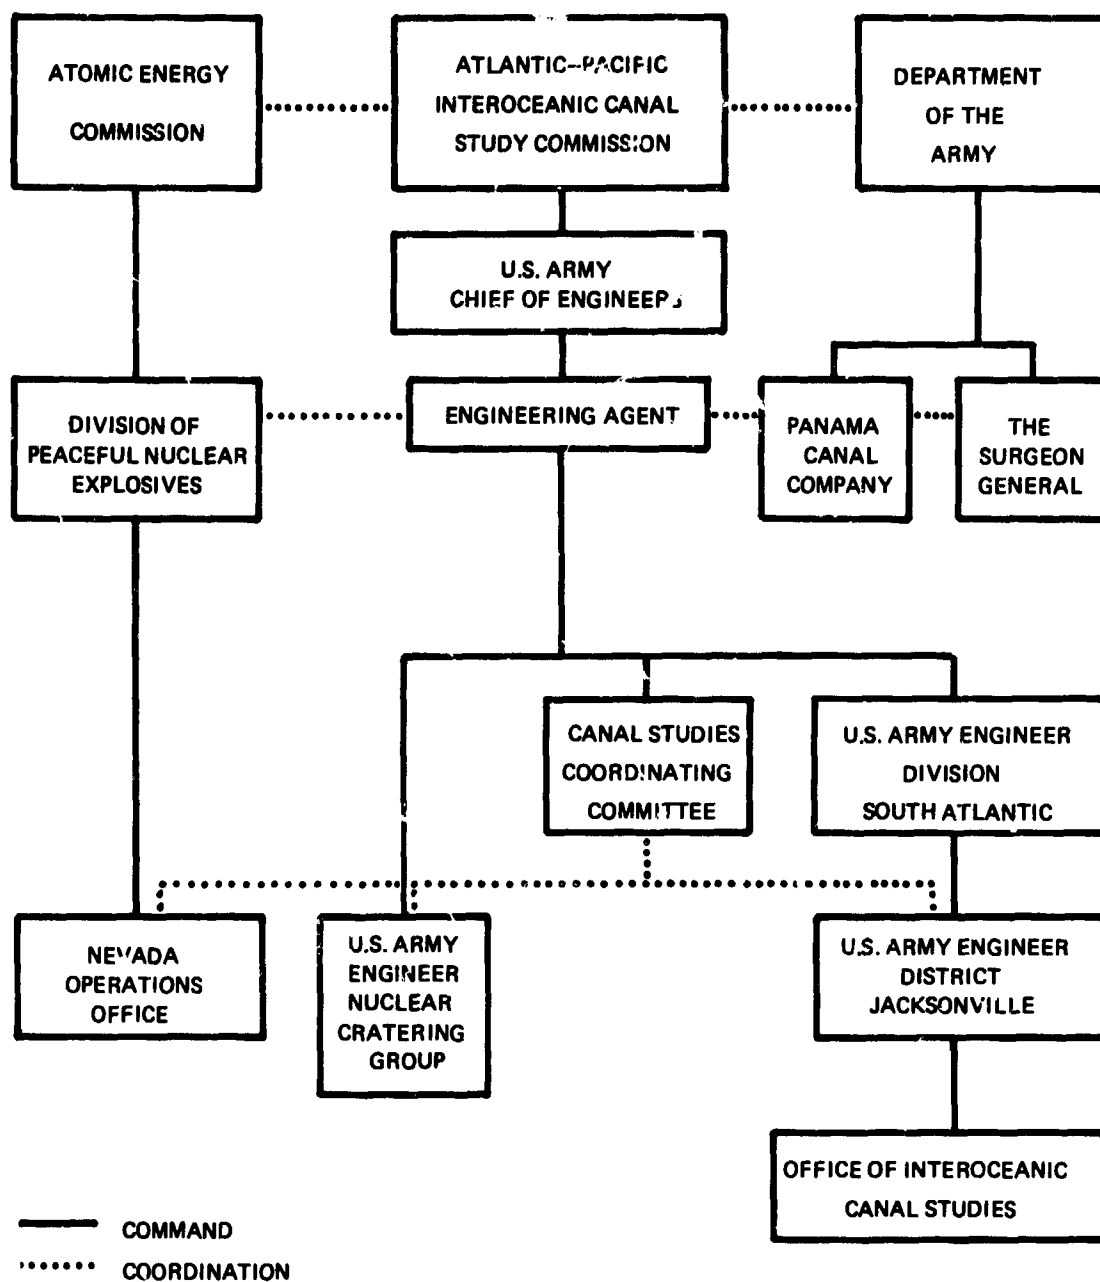 ATOMIC ENERGY
COMMISSION
ATLANTIC–PACIFIC
INTEROCEANIC CANAL
STUDY COMMISSION
DEPARTMENT
OF THE
ARMY
U.S. ARMY
CHIEF OF ENGINEERS
DIVISION OF
PEACEFUL NUCLEAR
EXPLOSIVES
ENGINEERING AGENT
PANAMA
CANAL
COMPANY
THE
SURGEON
GENERAL
CANAL STUDIES
COORDINATING
COMMITTEE
U.S. ARMY ENGINEER
DIVISION
SOUTH ATLANTIC
NEVADA
OPERATIONS
OFFICE
U.S. ARMY
ENGINEER
NUCLEAR
CRATERING
GROUP
U.S. ARMY ENGINEER
DISTRICT
JACKSONVILLE
OFFICE OF INTEROCEANIC
CANAL STUDIES
COMMAND
COORDINATION